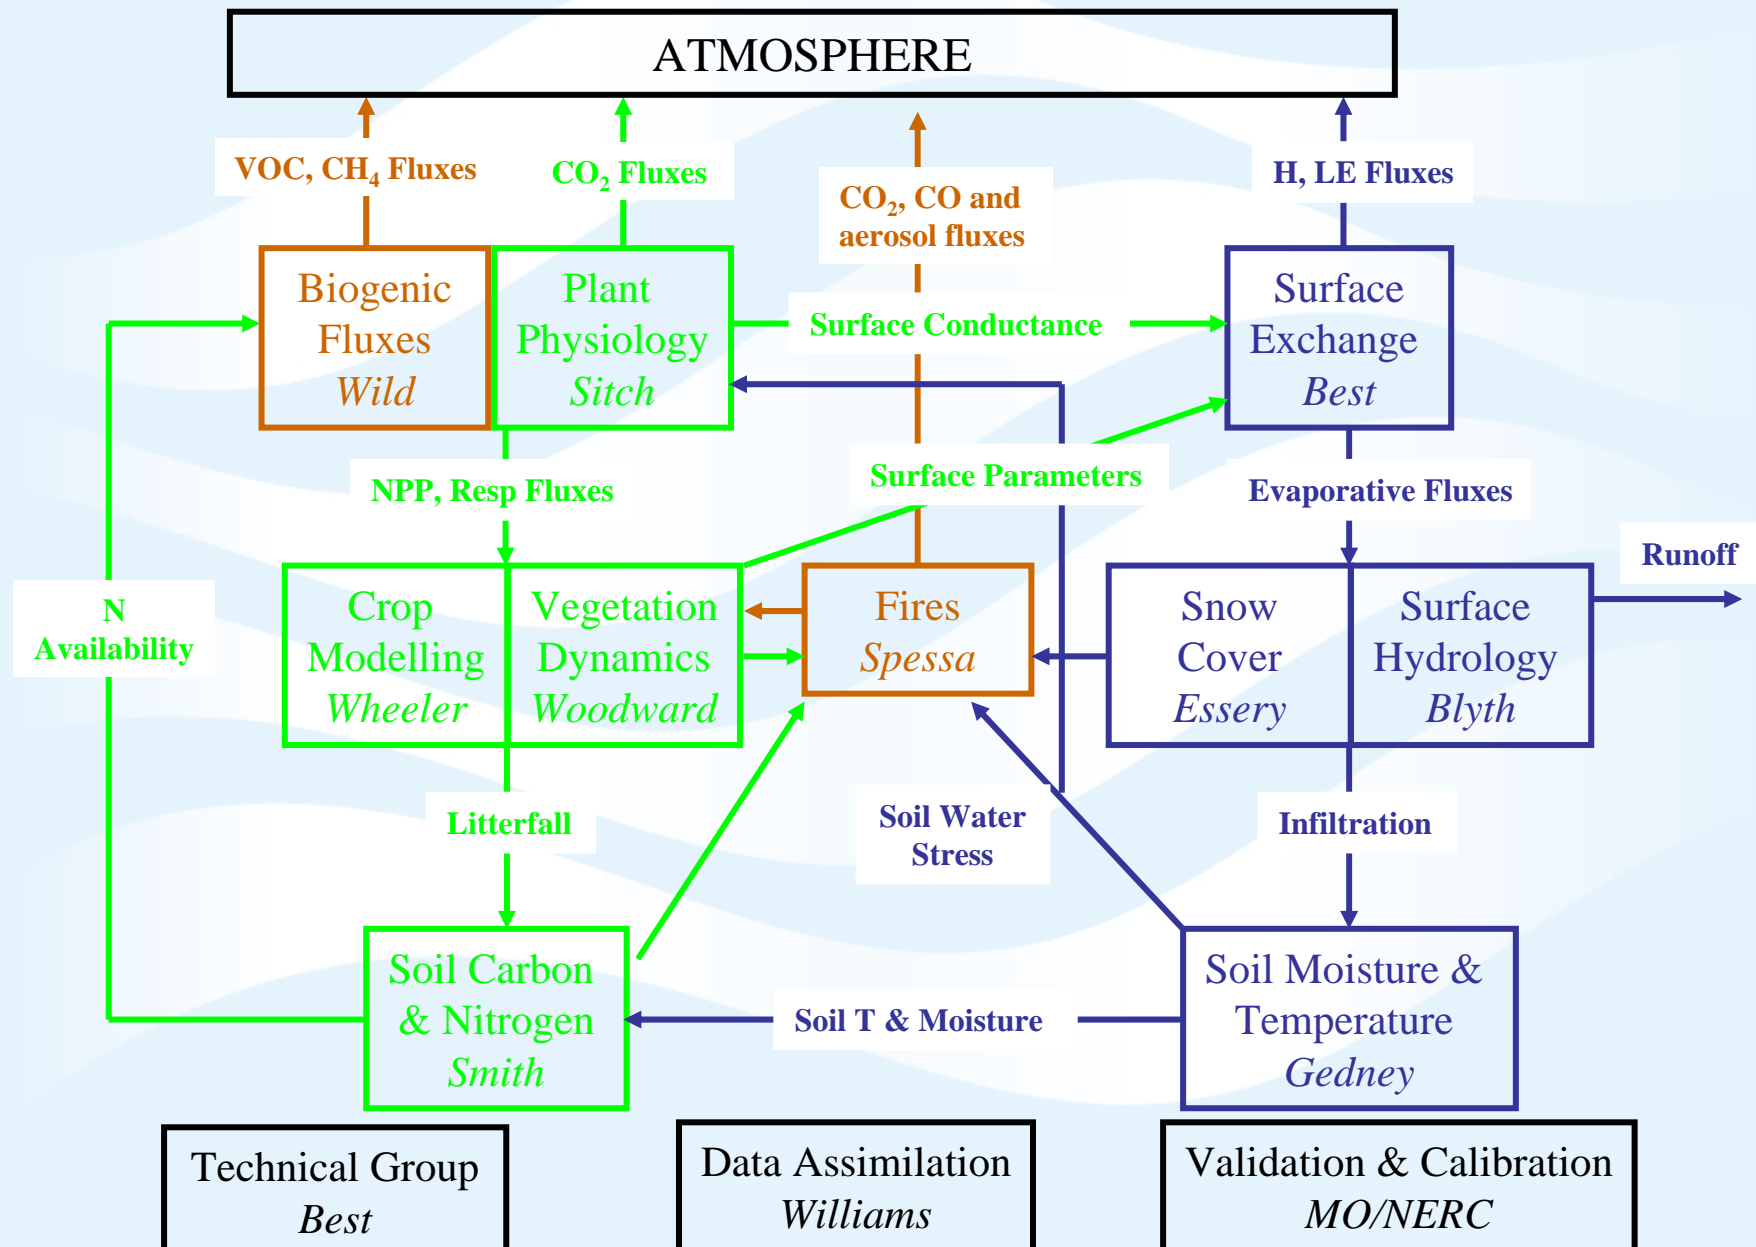 ATMOSPHERE
VOC, CH₄ Fluxes
CO₂ Fluxes
CO₂, CO and
aerosol fluxes
H, LE Fluxes
Biogenic
Fluxes
Wild
Plant
Physiology
Sitch
Surface Conductance
Surface
Exchange
Best
NPP, Resp Fluxes
Surface Parameters
Evaporative Fluxes
Runoff
N
Availability
Crop
Modelling
Wheeler
Vegetation
Dynamics
Woodward
Fires
Spessa
Snow
Cover
Essery
Surface
Hydrology
Blyth
Litterfall
Soil Water
Stress
Infiltration
Soil Carbon
& Nitrogen
Smith
Soil T & Moisture
Soil Moisture &
Temperature
Gedney
Technical Group
Best
Data Assimilation
Williams
Validation & Calibration
MO/NERC